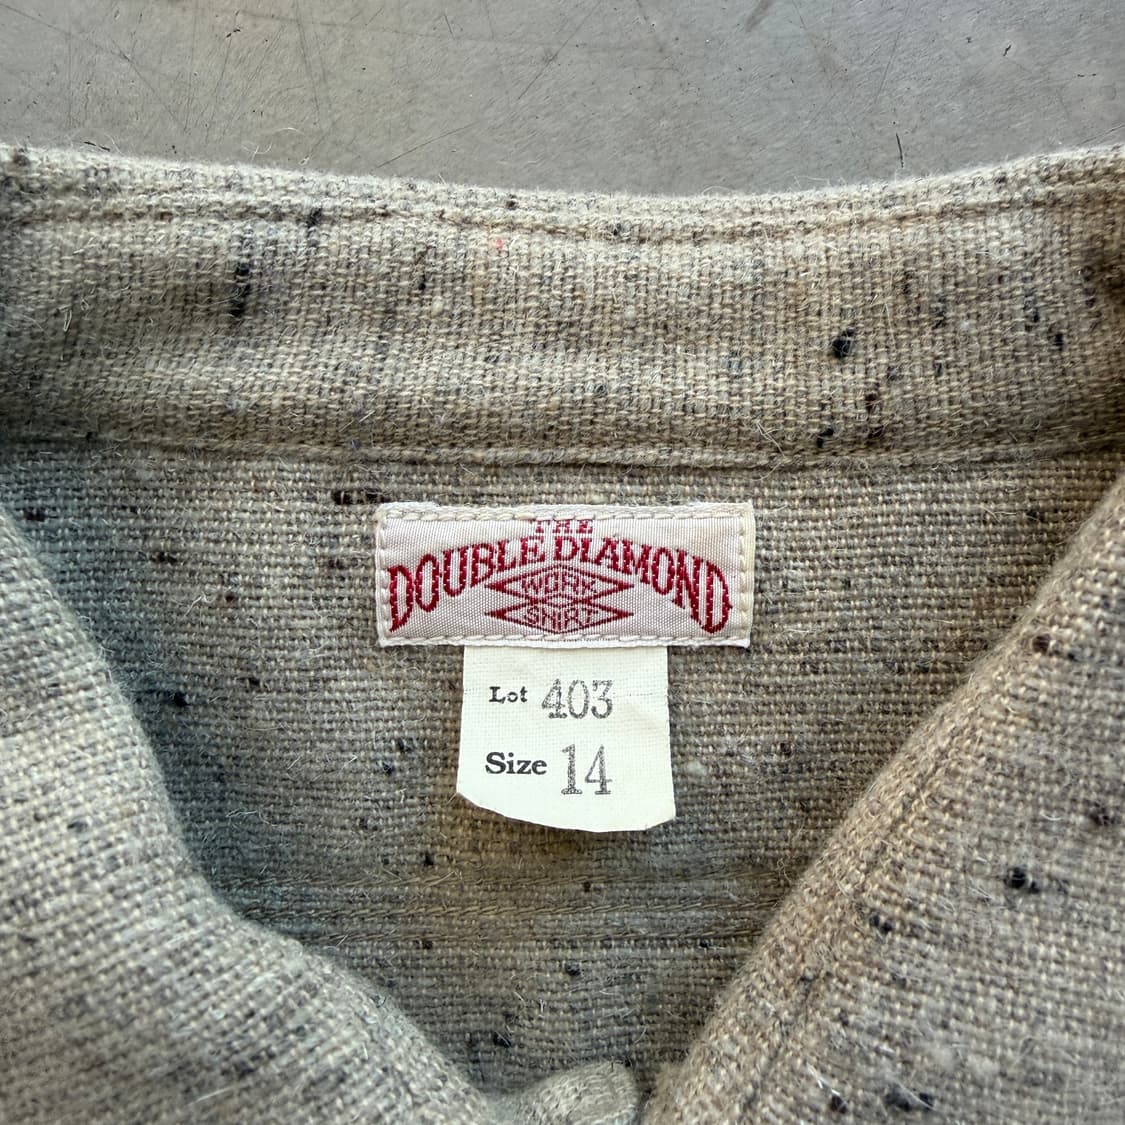 THE
DOUBLE DIAMOND
WORK
SHIRT
Lot 403
Size 14